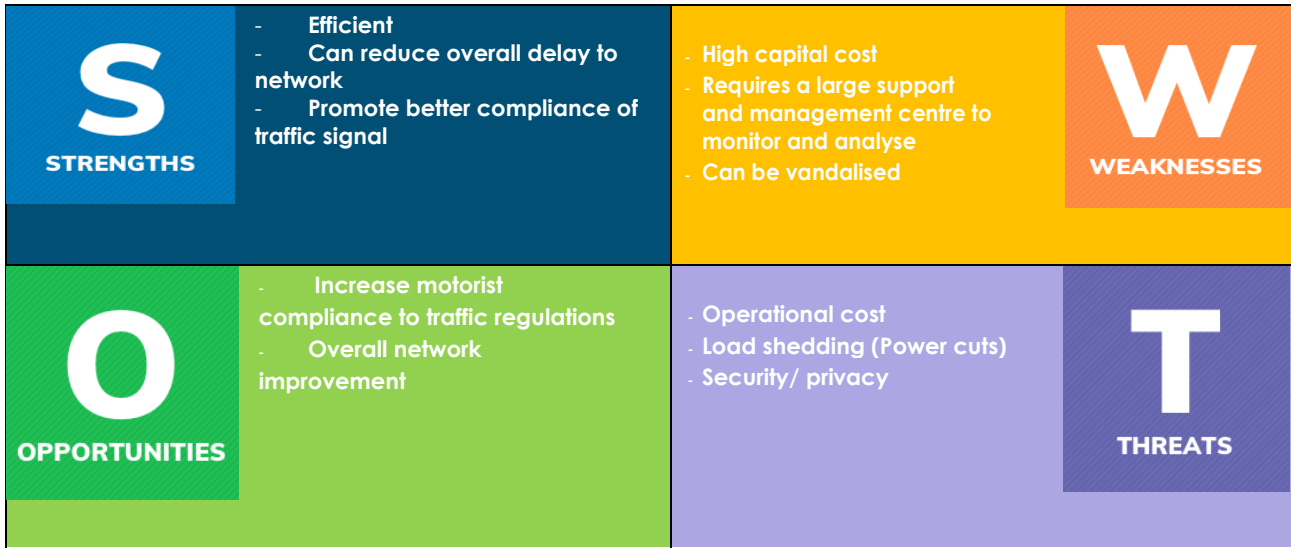 S
STRENGTHS
- Efficient
- Can reduce overall delay to
network
- Promote better compliance of
traffic signal
- High capital cost
- Requires a large support
and management centre to
monitor and analyse
- Can be vandalised
W
WEAKNESSES
O
OPPORTUNITIES
- Increase motorist
compliance to traffic regulations
- Overall network
improvement
- Operational cost
- Load shedding (Power cuts)
- Security/ privacy
T
THREATS